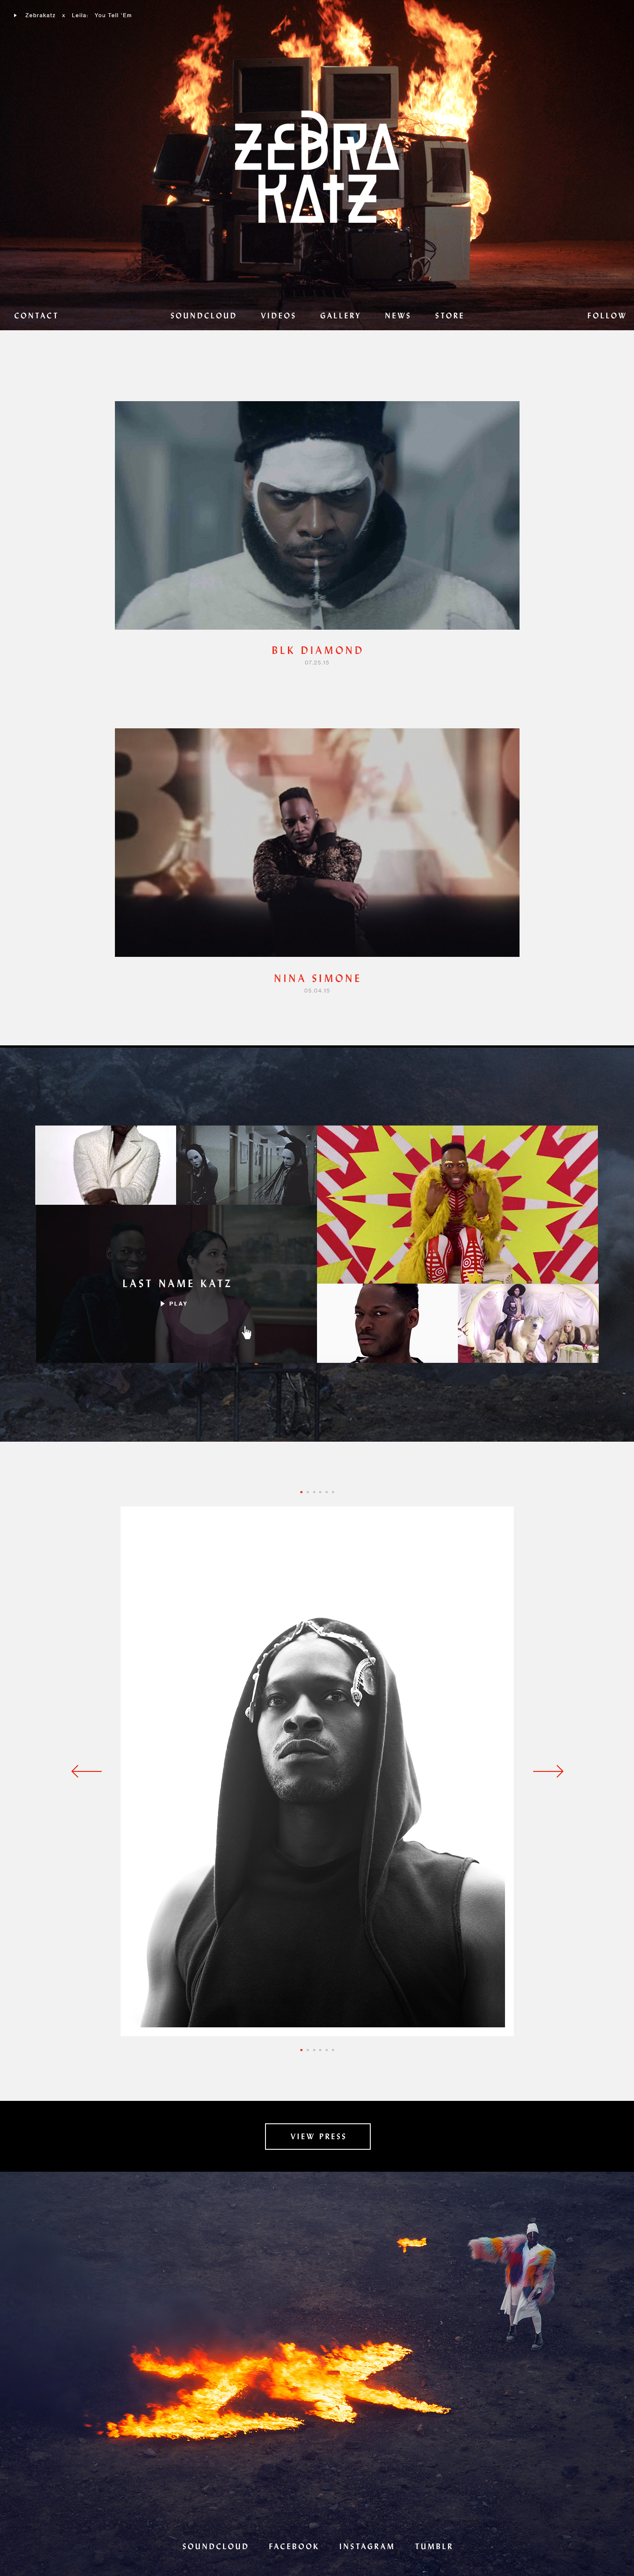 Zebrakatz x Leila: You Tell 'Em
ZEBRA
KATZ
CONTACT SOUNDCLOUD VIDEOS GALLERY NEWS STORE FOLLOW
BLK DIAMOND
07.25.15
NINA SIMONE
05.04.15
LAST NAME KATZ
PLAY
VIEW PRESS
SOUNDCLOUD FACEBOOK INSTAGRAM TUMBLR